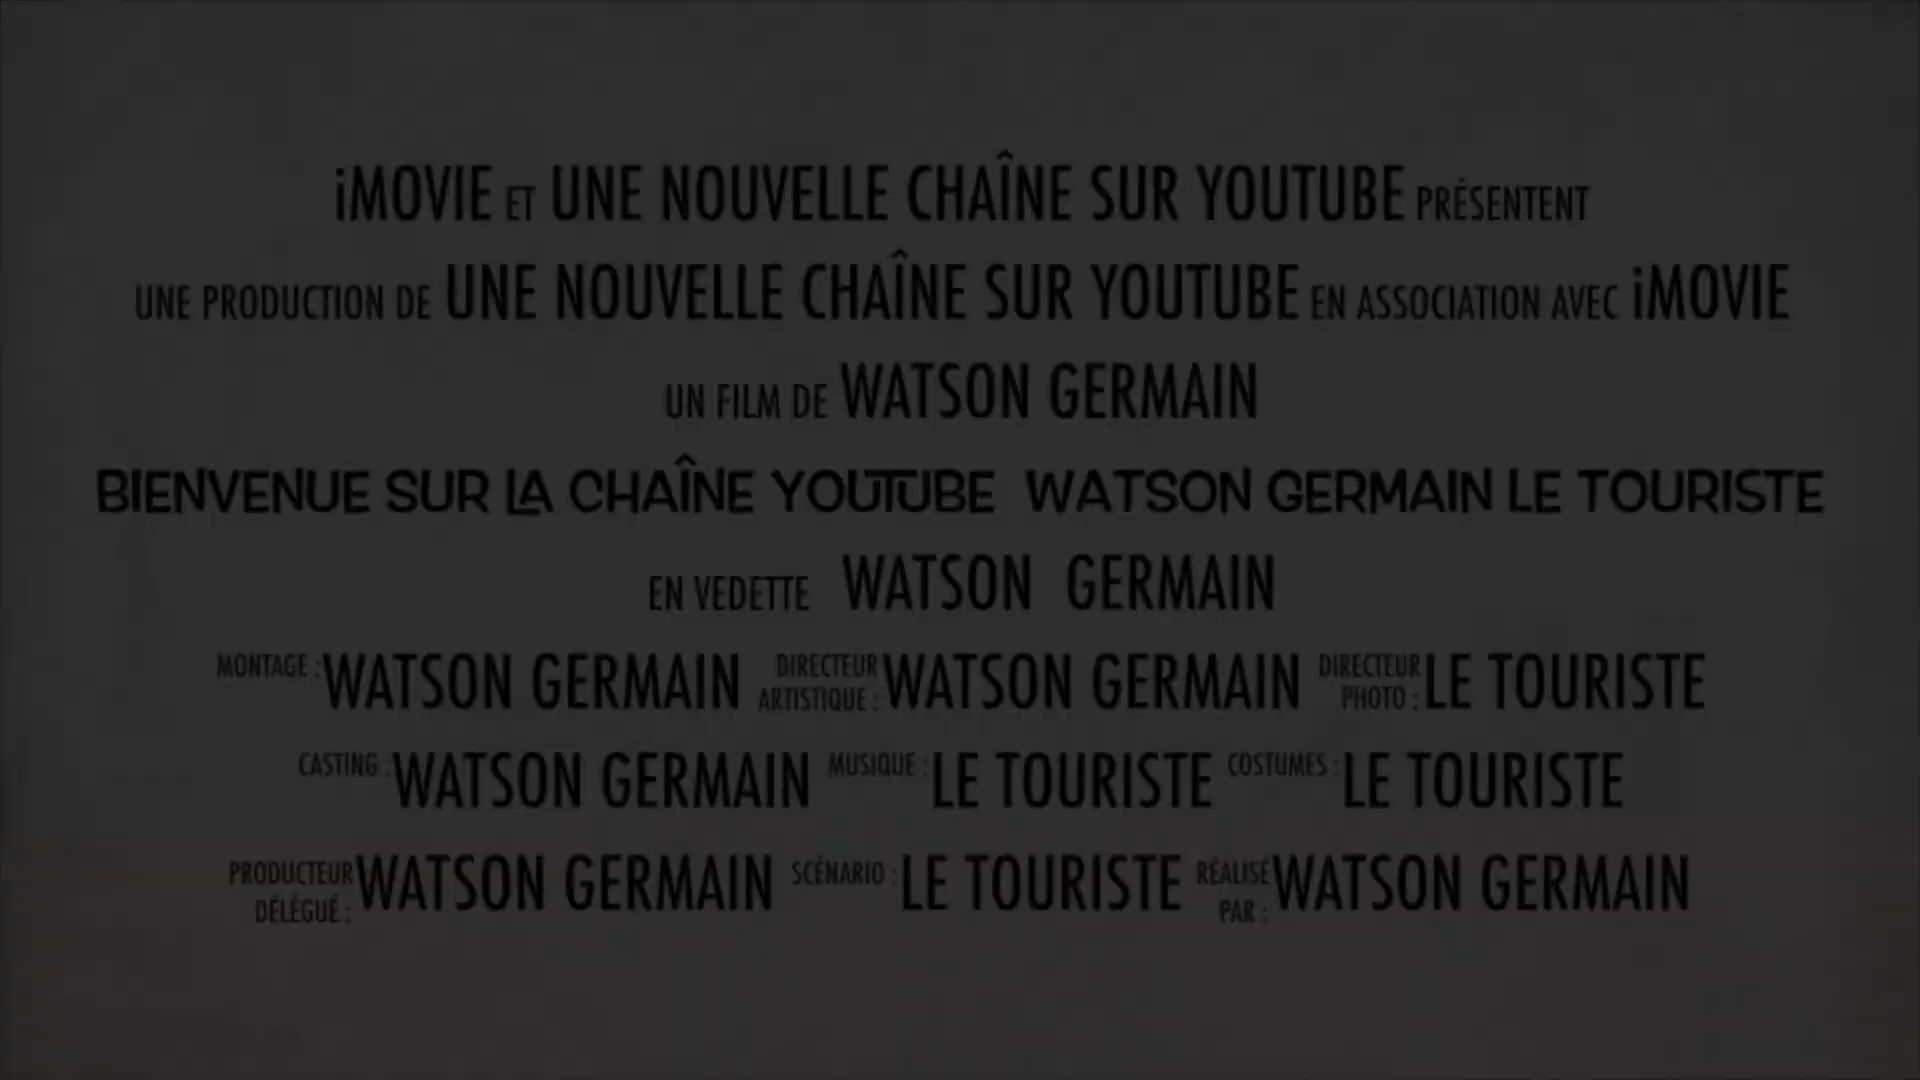 iMOVIE ET UNE NOUVELLE CHAÎNE SUR YOUTUBE PRÉSENTENT
UNE PRODUCTION DE UNE NOUVELLE CHAÎNE SUR YOUTUBE EN ASSOCIATION AVEC iMOVIE
UN FILM DE WATSON GERMAIN
BIENVENUE SUR LA CHAÎNE YOUTUBE WATSON GERMAIN LE TOURISTE
EN VEDETTE WATSON GERMAIN
MONTAGE : WATSON GERMAIN DIRECTEUR ARTISTIQUE : WATSON GERMAIN DIRECTEUR PHOTO : LE TOURISTE
CASTING : WATSON GERMAIN MUSIQUE : LE TOURISTE COSTUMES : LE TOURISTE
PRODUCTEUR DÉLÉGUÉ : WATSON GERMAIN SCÉNARIO : LE TOURISTE RÉALISÉ PAR : WATSON GERMAIN